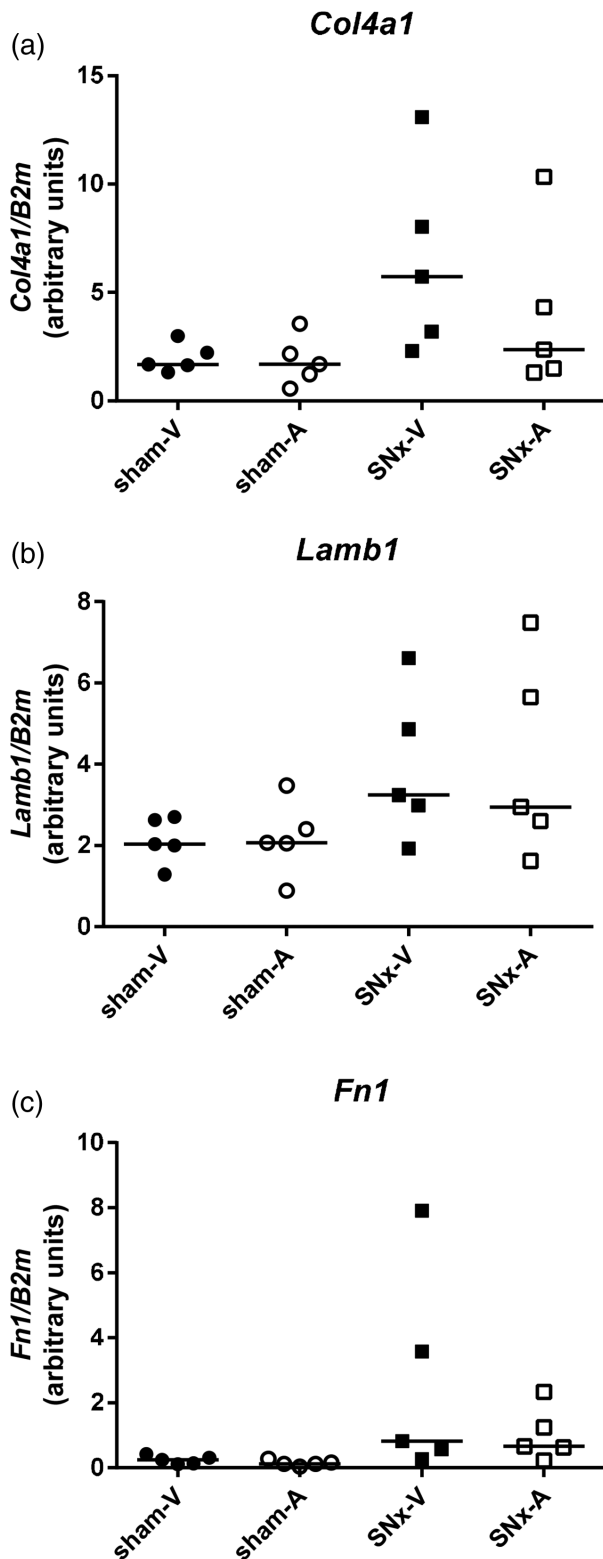 (a)
Col4a1
Col4a1/B2m
(arbitrary units)
15
10
5
0
sham-V
sham-A
SNx-V
SNx-A
(b)
Lamb1
Lamb1/B2m
(arbitrary units)
8
6
4
2
0
sham-V
sham-A
SNx-V
SNx-A
(c)
Fn1
Fn1/B2m
(arbitrary units)
10
8
6
4
2
0
sham-V
sham-A
SNx-V
SNx-A